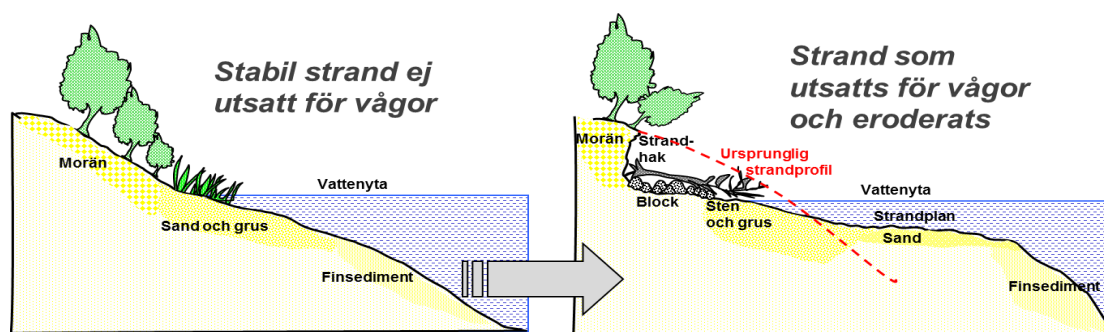 Stabil strand ej
utsatt för vågor
Morän
Vattenyta
Sand och grus
Finsediment
Strand som
utsatts för vågor
och eroderats
Morän
Strand-
hak
Ursprunglig
strandprofil
Vattenyta
Block
Sten
och grus
Strandplan
Sand
Finsediment